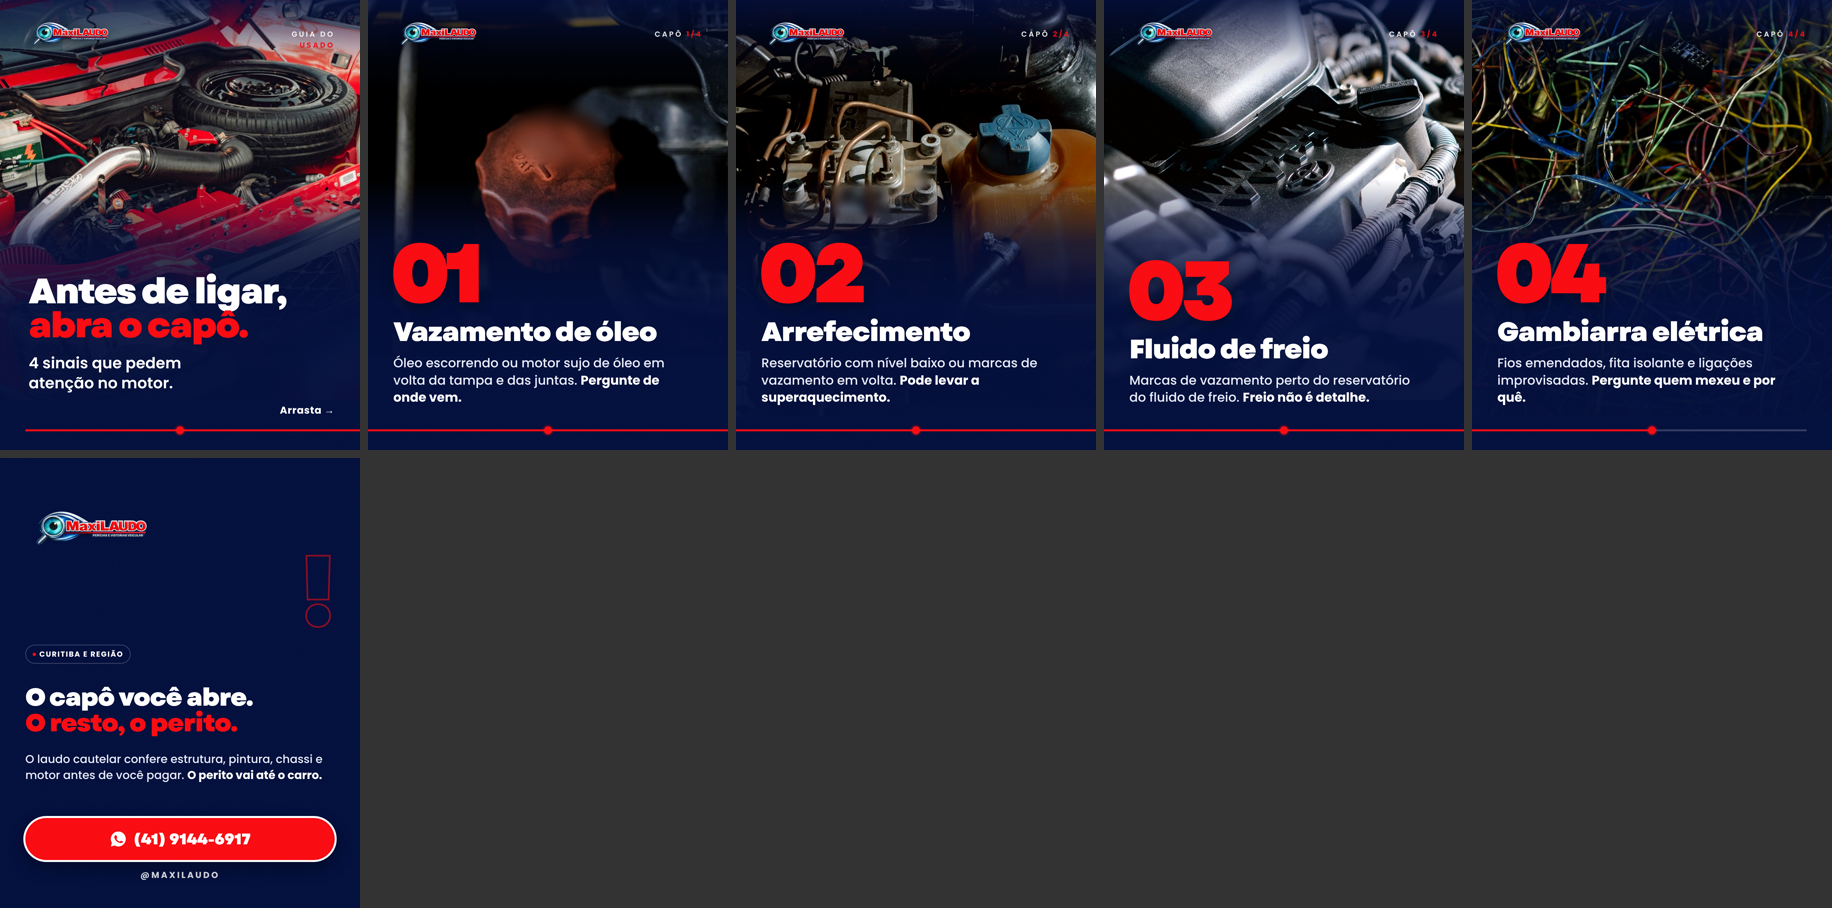 MaxiLAUDO
GUIA DO
USADO
Antes de ligar,
abra o capô.
4 sinais que pedem
atenção no motor.
Arrasta →
MaxiLAUDO
CAPÔ 1/4
01
Vazamento de óleo
Óleo escorrendo ou motor sujo de óleo em
volta da tampa e das juntas. Pergunte de
onde vem.
MaxiLAUDO
CAPÔ 2/4
02
Arrefecimento
Reservatório com nível baixo ou marcas de
vazamento em volta. Pode levar a
superaquecimento.
MaxiLAUDO
CAPÔ 3/4
03
Fluido de freio
Marcas de vazamento perto do reservatório
do fluido de freio. Freio não é detalhe.
MaxiLAUDO
CAPÔ 4/4
04
Gambiarra elétrica
Fios emendados, fita isolante e ligações
improvisadas. Pergunte quem mexeu e por
quê.
MaxiLAUDO
PERÍCIAS E VISTORIAS VEICULAR
!
CURITIBA E REGIÃO
O capô você abre.
O resto, o perito.
O laudo cautelar confere estrutura, pintura, chassi e
motor antes de você pagar. O perito vai até o carro.
(41) 9144-6917
@MAXILAUDO